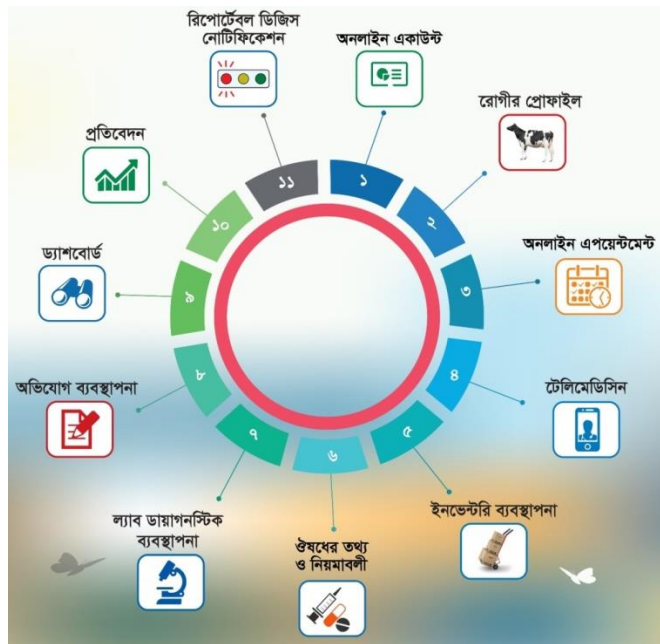 রিপোর্টেবল ডিজিস
নোটিফিকেশন
অনলাইন একাউন্ট
রোগীর প্রোফাইল
প্রতিবেদন
অনলাইন এপয়েন্টমেন্ট
ড্যাশবোর্ড
টেলিমেডিসিন
অভিযোগ ব্যবস্থাপনা
ইনভেন্টরি ব্যবস্থাপনা
ল্যাব ডায়াগনস্টিক
ব্যবস্থাপনা
ঔষধের তথ্য
ও নিয়মাবলী
১
২
৩
৪
৫
৬
৭
৮
৯
১০
১১